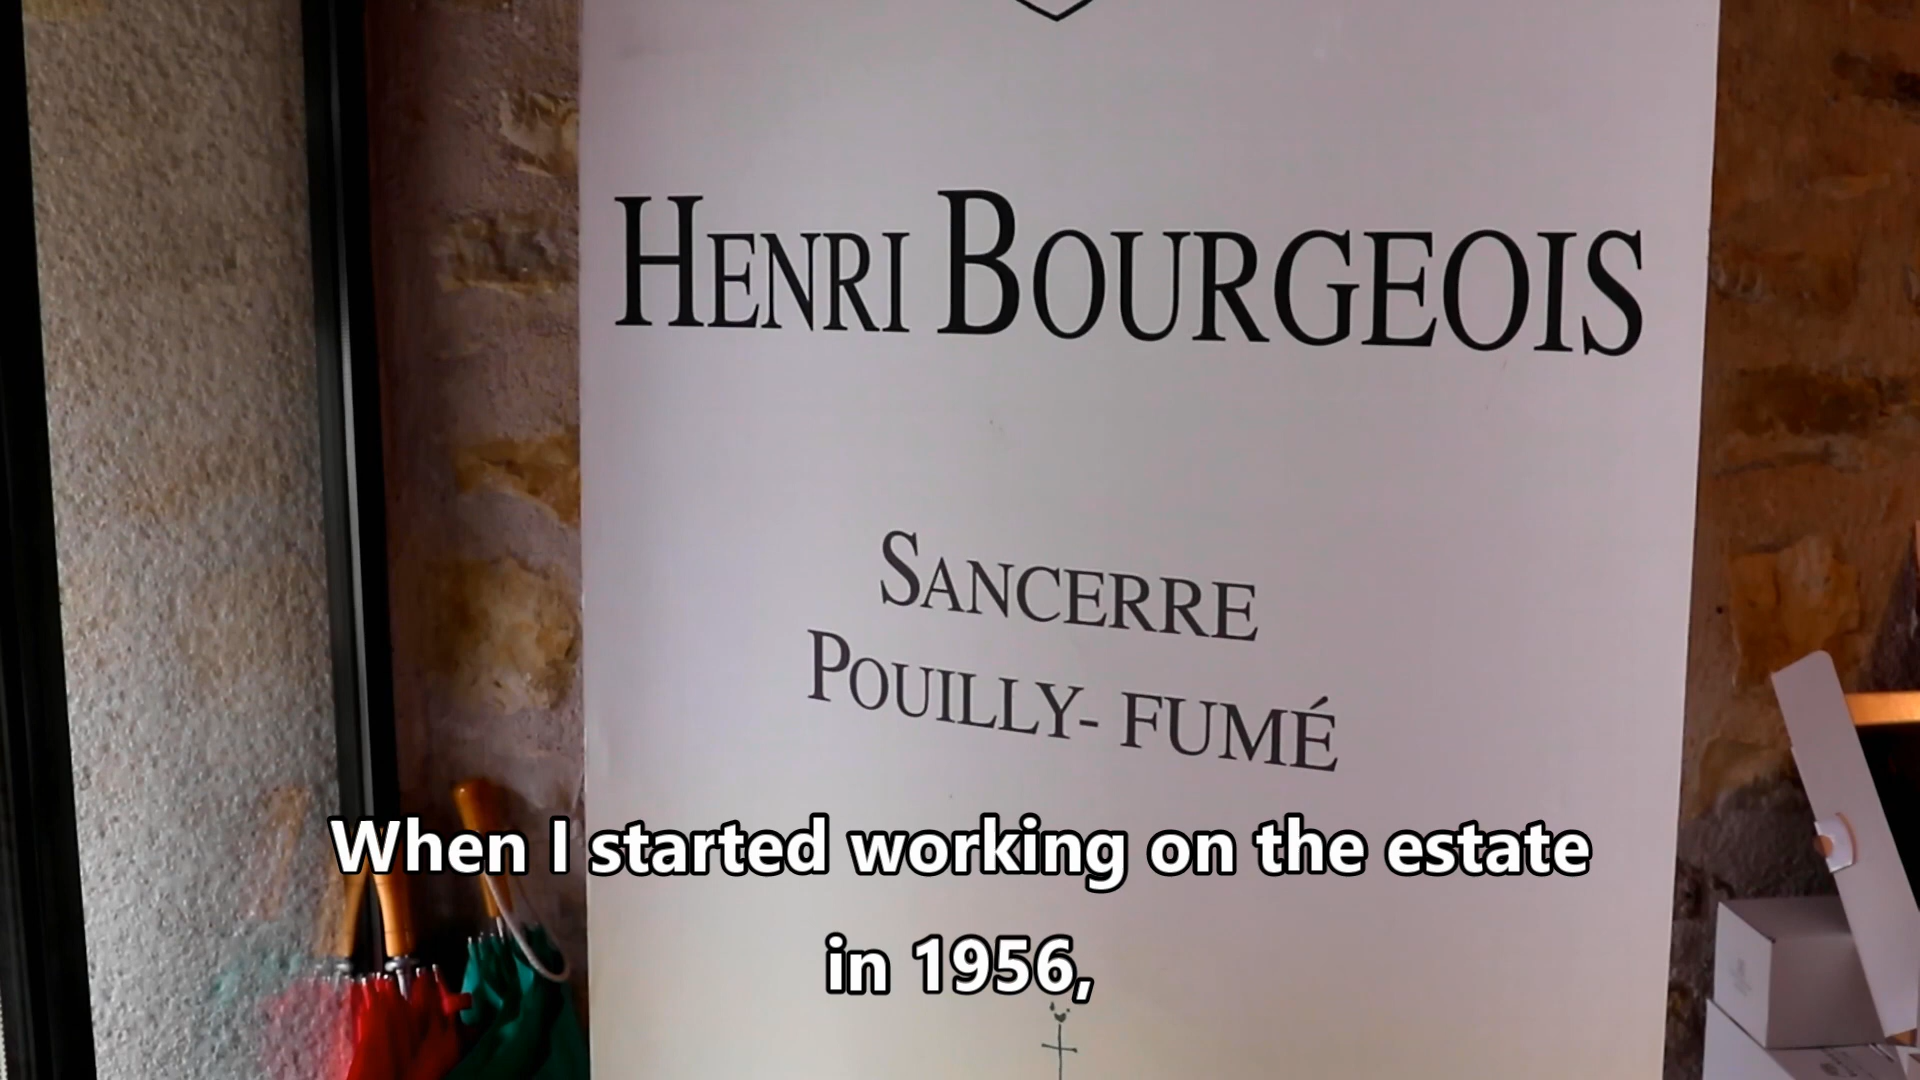 HENRI BOURGEOIS
SANCERRE
POUILLY- FUMÉ
When I started working on the estate
in 1956,